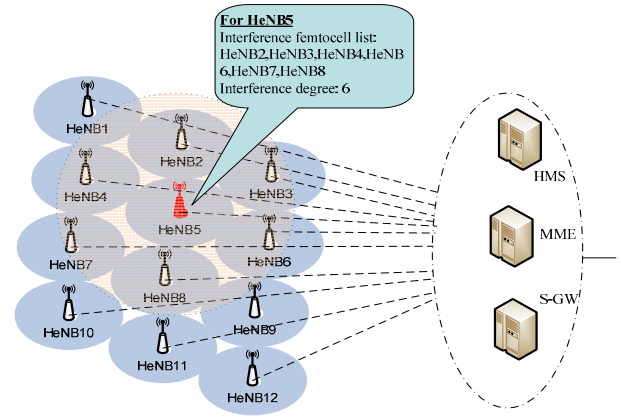 For HeNB5
Interference femtocell list:
HeNB2,HeNB3,HeNB4,HeNB
6,HeNB7,HeNB8
Interference degree: 6
HeNB1
HeNB2
HeNB3
HeNB4
HeNB5
HeNB6
HeNB7
HeNB8
HeNB9
HeNB10
HeNB11
HeNB12
HMS
MME
S-GW